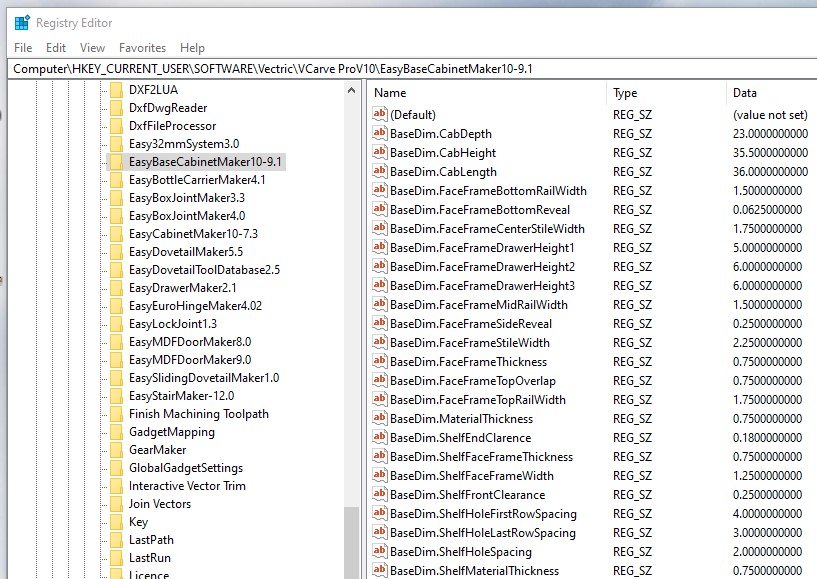 Registry Editor
File Edit View Favorites Help
Computer\HKEY_CURRENT_USER\SOFTWARE\Vectric\VCarve ProV10\EasyBaseCabinetMaker10-9.1
DXF2LUA
DxfDwgReader
DxfFileProcessor
Easy32mmSystem3.0
EasyBaseCabinetMaker10-9.1
EasyBottleCarrierMaker4.1
EasyBoxJointMaker3.3
EasyBoxJointMaker4.0
EasyCabinetMaker10-7.3
EasyDovetailMaker5.5
EasyDovetailToolDatabase2.5
EasyDrawerMaker2.1
EasyEuroHingeMaker4.02
EasyLockJoint1.3
EasyMDFDoorMaker8.0
EasyMDFDoorMaker9.0
EasySlidingDovetailMaker1.0
EasyStairMaker-12.0
Finish Machining Toolpath
GadgetMapping
GearMaker
GlobalGadgetSettings
Interactive Vector Trim
Join Vectors
Key
LastPath
LastRun
Licence
Name Type Data
(Default) REG_SZ (value not set)
BaseDim.CabDepth REG_SZ 23.0000000000
BaseDim.CabHeight REG_SZ 35.5000000000
BaseDim.CabLength REG_SZ 36.0000000000
BaseDim.FaceFrameBottomRailWidth REG_SZ 1.5000000000
BaseDim.FaceFrameBottomReveal REG_SZ 0.0625000000
BaseDim.FaceFrameCenterStileWidth REG_SZ 1.7500000000
BaseDim.FaceFrameDrawerHeight1 REG_SZ 5.0000000000
BaseDim.FaceFrameDrawerHeight2 REG_SZ 6.0000000000
BaseDim.FaceFrameDrawerHeight3 REG_SZ 6.0000000000
BaseDim.FaceFrameMidRailWidth REG_SZ 1.5000000000
BaseDim.FaceFrameSideReveal REG_SZ 0.2500000000
BaseDim.FaceFrameStileWidth REG_SZ 2.2500000000
BaseDim.FaceFrameThickness REG_SZ 0.7500000000
BaseDim.FaceFrameTopOverlap REG_SZ 0.7500000000
BaseDim.FaceFrameTopRailWidth REG_SZ 1.7500000000
BaseDim.MaterialThickness REG_SZ 0.7500000000
BaseDim.ShelfEndClarence REG_SZ 0.1800000000
BaseDim.ShelfFaceFrameThickness REG_SZ 0.7500000000
BaseDim.ShelfFaceFrameWidth REG_SZ 1.2500000000
BaseDim.ShelfFrontClearance REG_SZ 0.2500000000
BaseDim.ShelfHoleFirstRowSpacing REG_SZ 4.0000000000
BaseDim.ShelfHoleLastRowSpacing REG_SZ 3.0000000000
BaseDim.ShelfHoleSpacing REG_SZ 2.0000000000
BaseDim.ShelfMaterialThickness REG_SZ 0.7500000000